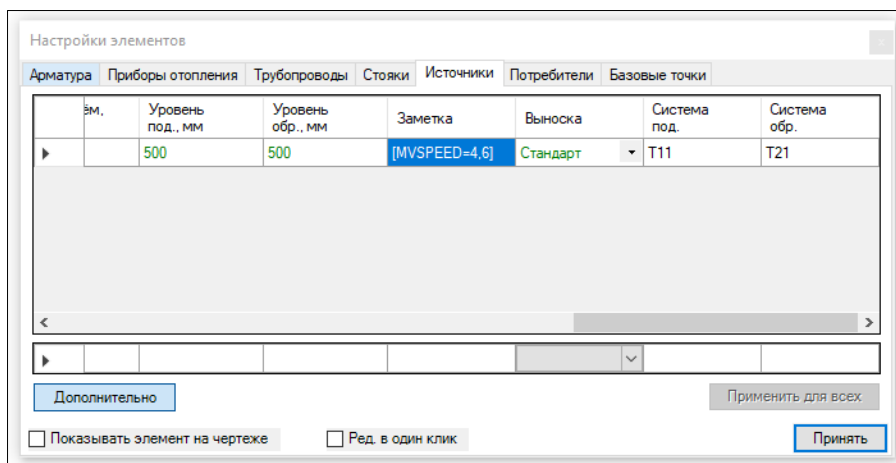 Настройки элементов
Арматура Приборы отопления Трубопроводы Стояки Источники Потребители Базовые точки
ём, Уровень под., мм Уровень обр., мм Заметка Выноска Система под. Система обр.
500 500 [MVSPEED=4,6] Стандарт T11 T21
Дополнительно Применить для всех
Показывать элемент на чертеже Ред. в один клик Принять